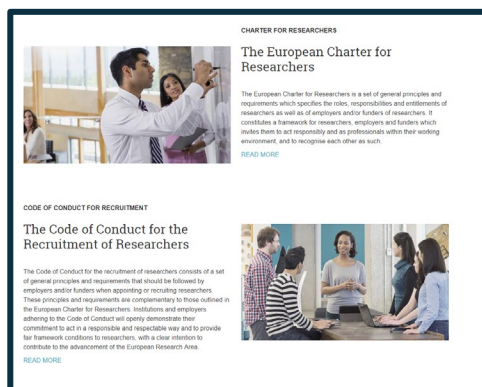 CHARTER FOR RESEARCHERS
The European Charter for
Researchers
The European Charter for Researchers is a set of general principles and
requirements which specifies the roles, responsibilities and entitlements of
researchers as well as of employers and/or funders of researchers. It
constitutes a framework for researchers, employers and funders which
invites them to act responsibly and as professionals within their working
environment, and to recognise each other as such.
READ MORE
CODE OF CONDUCT FOR RECRUITMENT
The Code of Conduct for the
Recruitment of Researchers
The Code of Conduct for the recruitment of researchers consists of a set
of general principles and requirements that should be followed by
employers and/or funders when appointing or recruiting researchers.
These principles and requirements are complementary to those outlined in
the European Charter for Researchers. Institutions and employers
adhering to the Code of Conduct will openly demonstrate their
commitment to act in a responsible and respectable way and to provide
fair framework conditions to researchers, with a clear intention to
contribute to the advancement of the European Research Area.
READ MORE